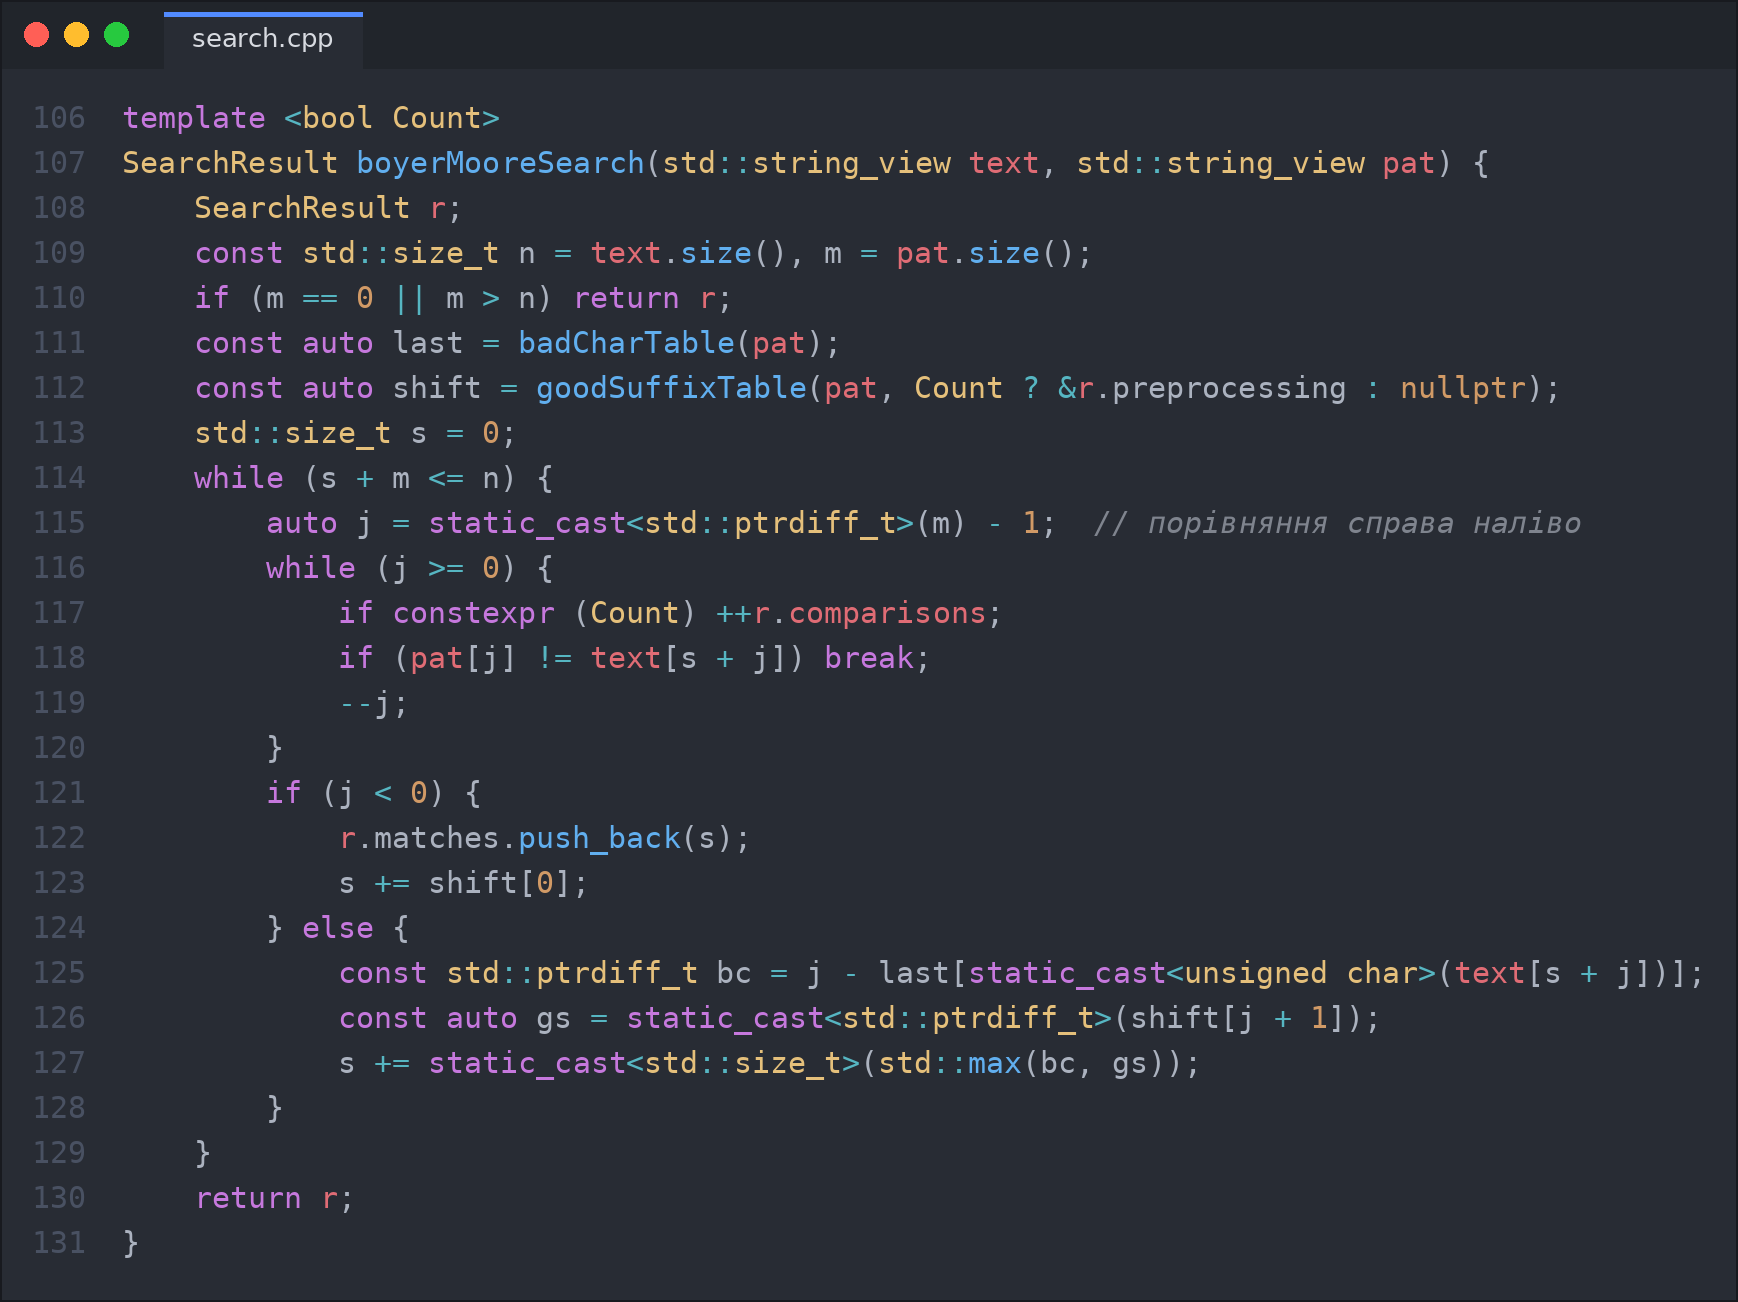 search.cpp
106 template <bool Count>
107 SearchResult boyerMooreSearch(std::string_view text, std::string_view pat) {
108     SearchResult r;
109     const std::size_t n = text.size(), m = pat.size();
110     if (m == 0 || m > n) return r;
111     const auto last = badCharTable(pat);
112     const auto shift = goodSuffixTable(pat, Count ? &r.preprocessing : nullptr);
113     std::size_t s = 0;
114     while (s + m <= n) {
115         auto j = static_cast<std::ptrdiff_t>(m) - 1;  // порівняння справа наліво
116         while (j >= 0) {
117             if constexpr (Count) ++r.comparisons;
118             if (pat[j] != text[s + j]) break;
119             --j;
120         }
121         if (j < 0) {
122             r.matches.push_back(s);
123             s += shift[0];
124         } else {
125             const std::ptrdiff_t bc = j - last[static_cast<unsigned char>(text[s + j])];
126             const auto gs = static_cast<std::ptrdiff_t>(shift[j + 1]);
127             s += static_cast<std::size_t>(std::max(bc, gs));
128         }
129     }
130     return r;
131 }